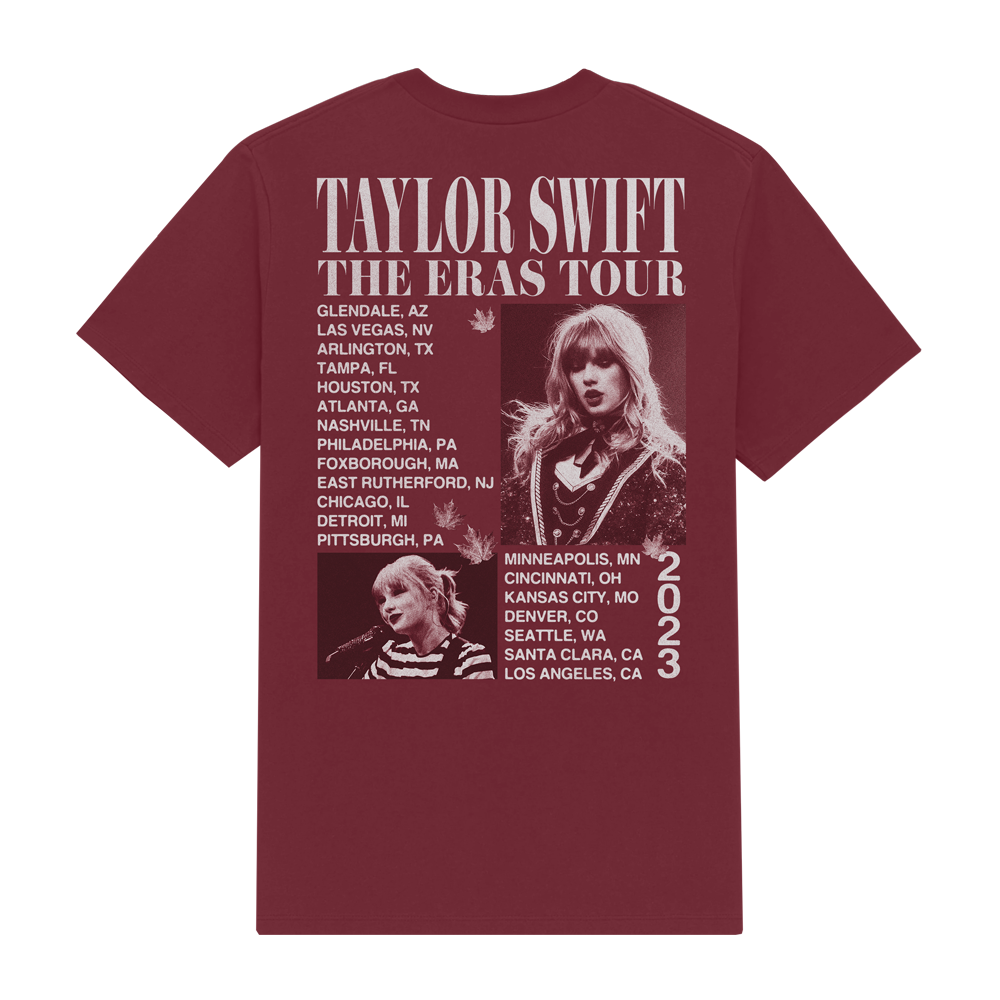 TAYLOR SWIFT
THE ERAS TOUR
GLENDALE, AZ
LAS VEGAS, NV
ARLINGTON, TX
TAMPA, FL
HOUSTON, TX
ATLANTA, GA
NASHVILLE, TN
PHILADELPHIA, PA
FOXBOROUGH, MA
EAST RUTHERFORD, NJ
CHICAGO, IL
DETROIT, MI
PITTSBURGH, PA
MINNEAPOLIS, MN
CINCINNATI, OH
KANSAS CITY, MO
DENVER, CO
SEATTLE, WA
SANTA CLARA, CA
LOS ANGELES, CA
2023